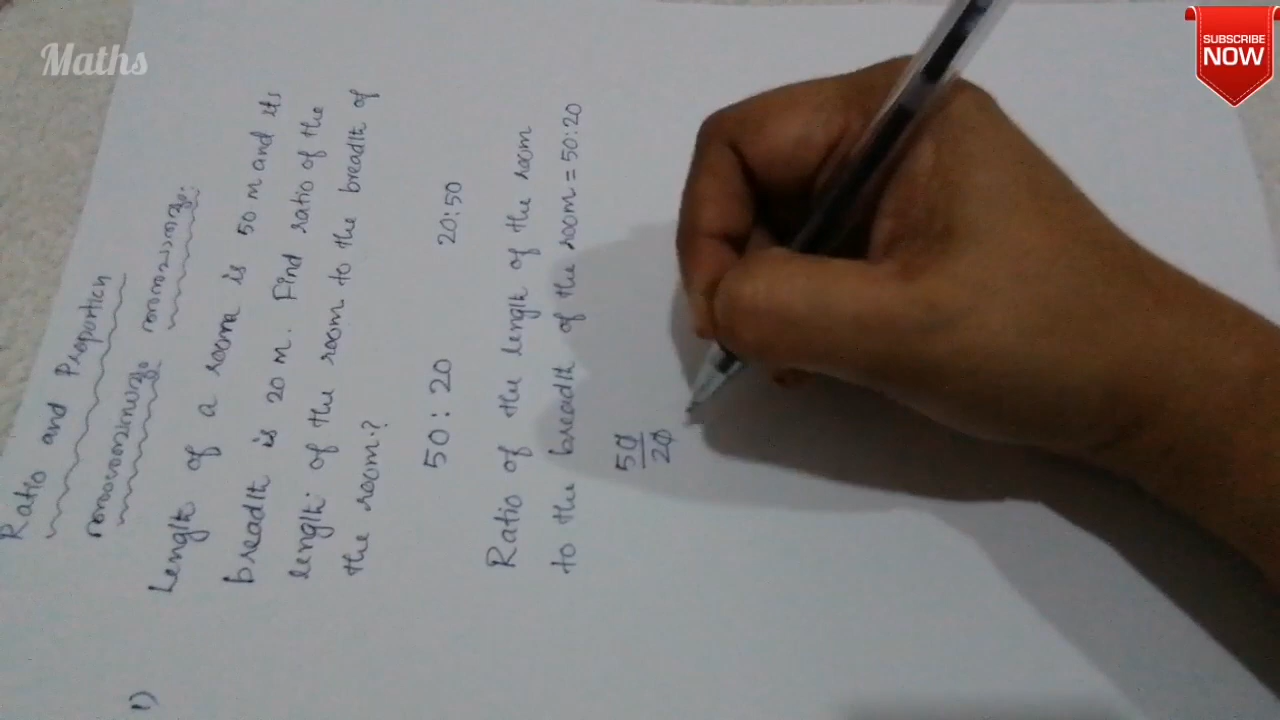 Maths
SUBSCRIBE
NOW
Ratio and Proportion
1) Length of a room is 50 m and its
breadth is 20 m. Find ratio of the
length of the room to the breadth of
the room.?
50 : 20 20:50
Ratio of the length of the room
to the breadth of the room = 50:20
50
20